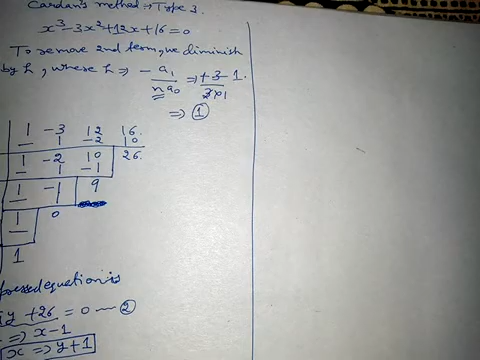 Cardan's method :→ Type 3.
x³-3x²+12x+16=0
To remove 2nd term, we diminish
by h, where h ⇒ - a₁/na₀ ⇒ +3/3×1 - 1.
⇒ 1
1 -3 12 16.
- 1 -2 10
1 -2 10 26.
- 1 -1
1 -1 9
-
1 0
-
1
equation is
y + 26 = 0 — 2
⇒ x-1
x ⇒ y+1